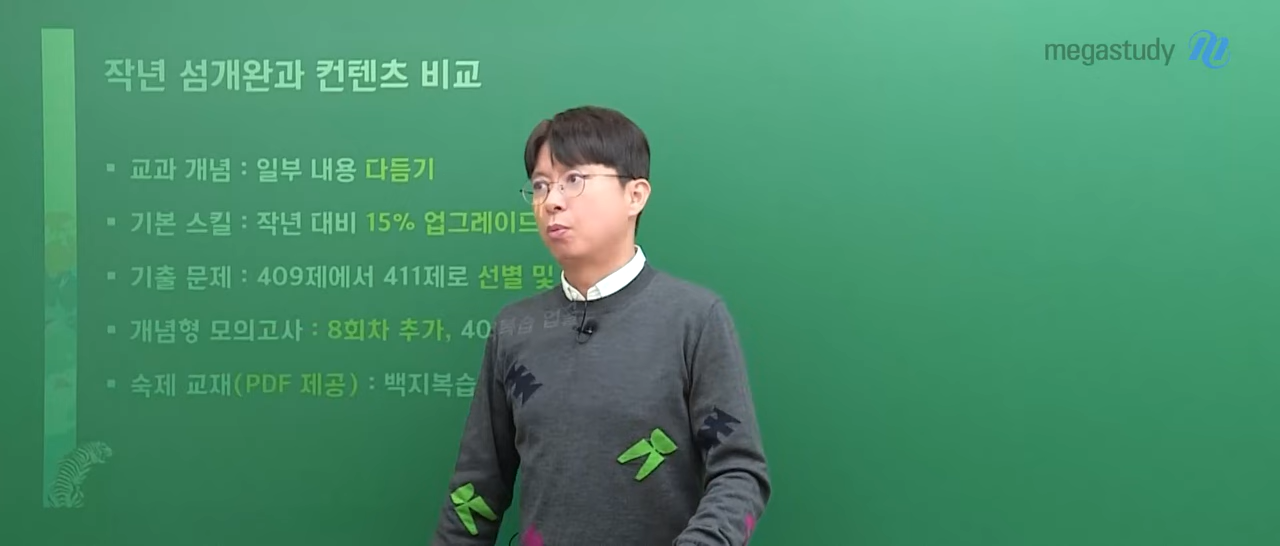 megastudy
작년 섬개완과 컨텐츠 비교
▪ 교과 개념 : 일부 내용 다듬기
▪ 기본 스킬 : 작년 대비 15% 업그레이드
▪ 기출 문제 : 409제에서 411제로 선별 및
▪ 개념형 모의고사 : 8회차 추가, 40
▪ 숙제 교재(PDF 제공) : 백지복습